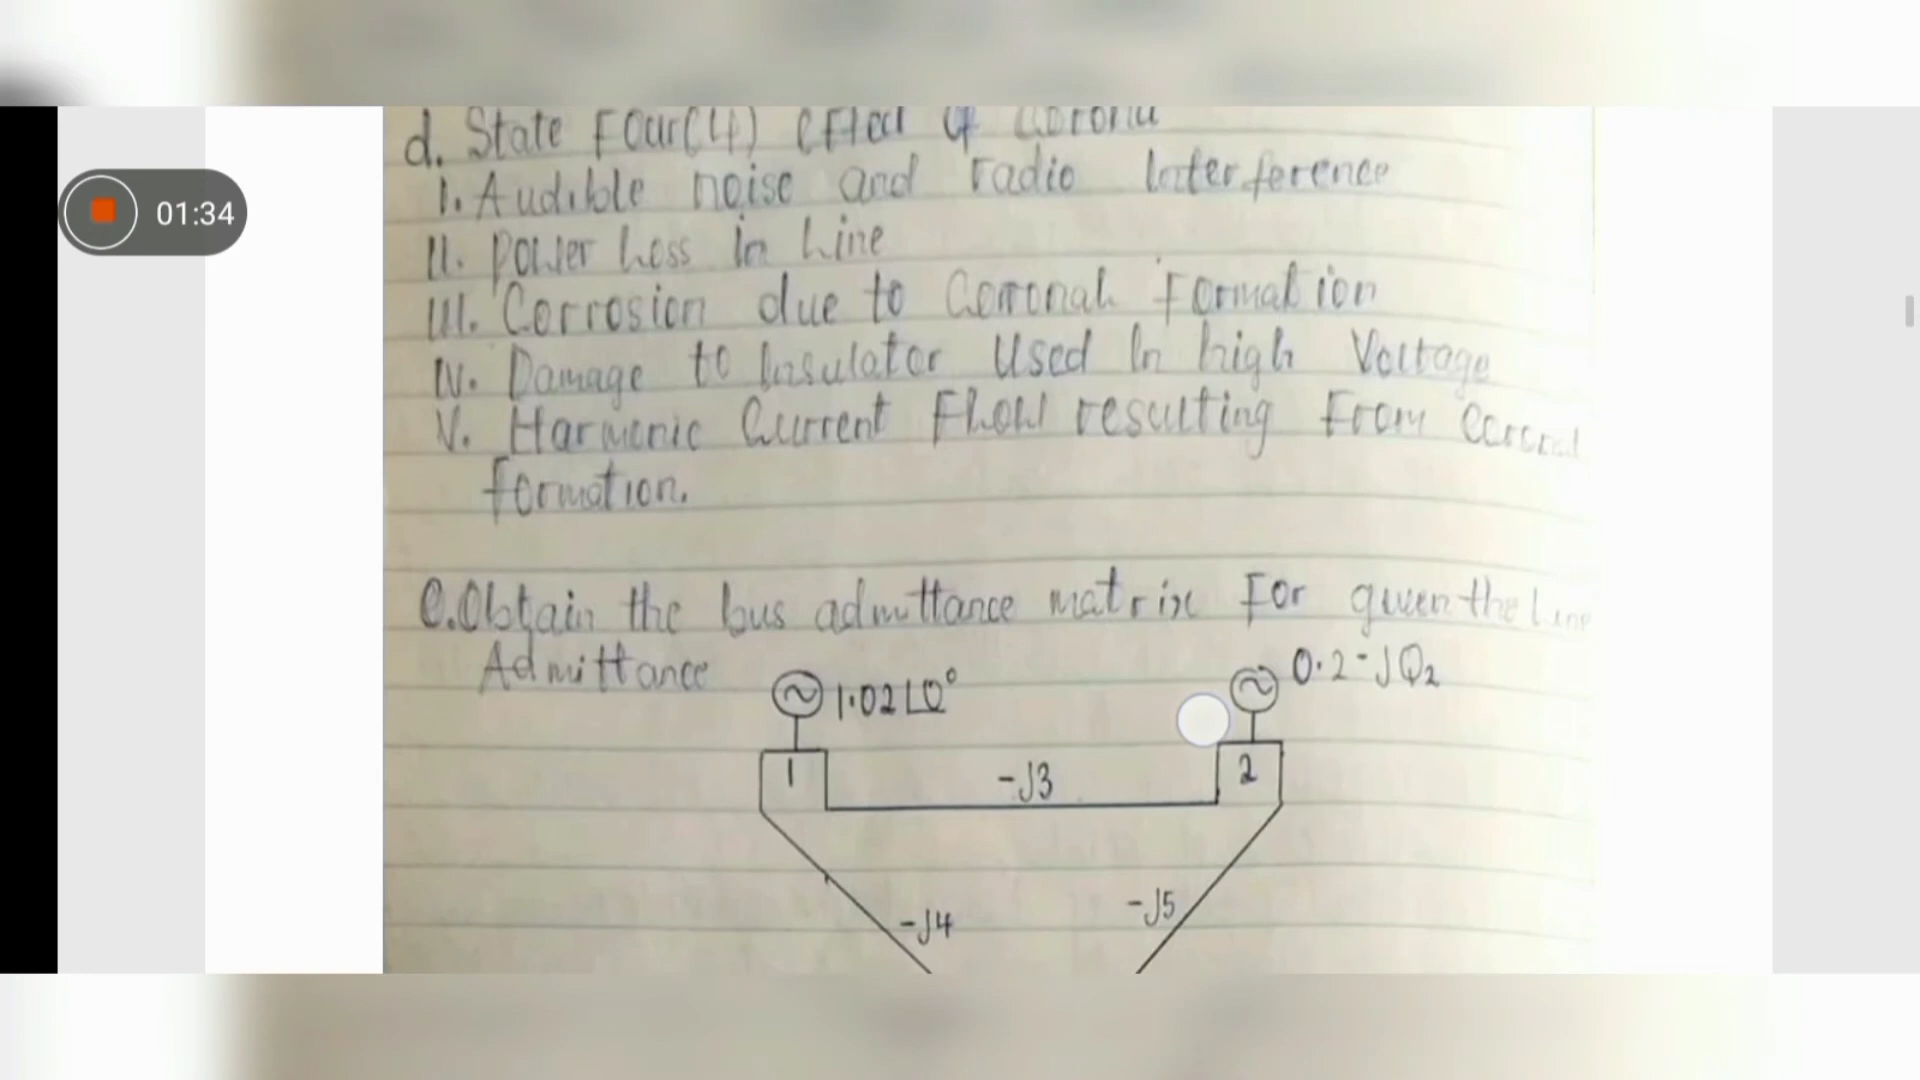 d. State Four(4) effect of Corona
01:34
I. Audible noise and radio Interference
II. Power Loss in Line
III. Corrosion due to Coronal Formation
IV. Damage to Insulator Used In high Voltage
V. Harmonic Current Flow resulting From Coronal
formation.
e. Obtain the bus admittance matrix For given the Line
Admittance
1.02∠0°
0.2-JQ2
1
-J3
2
-J4
-J5